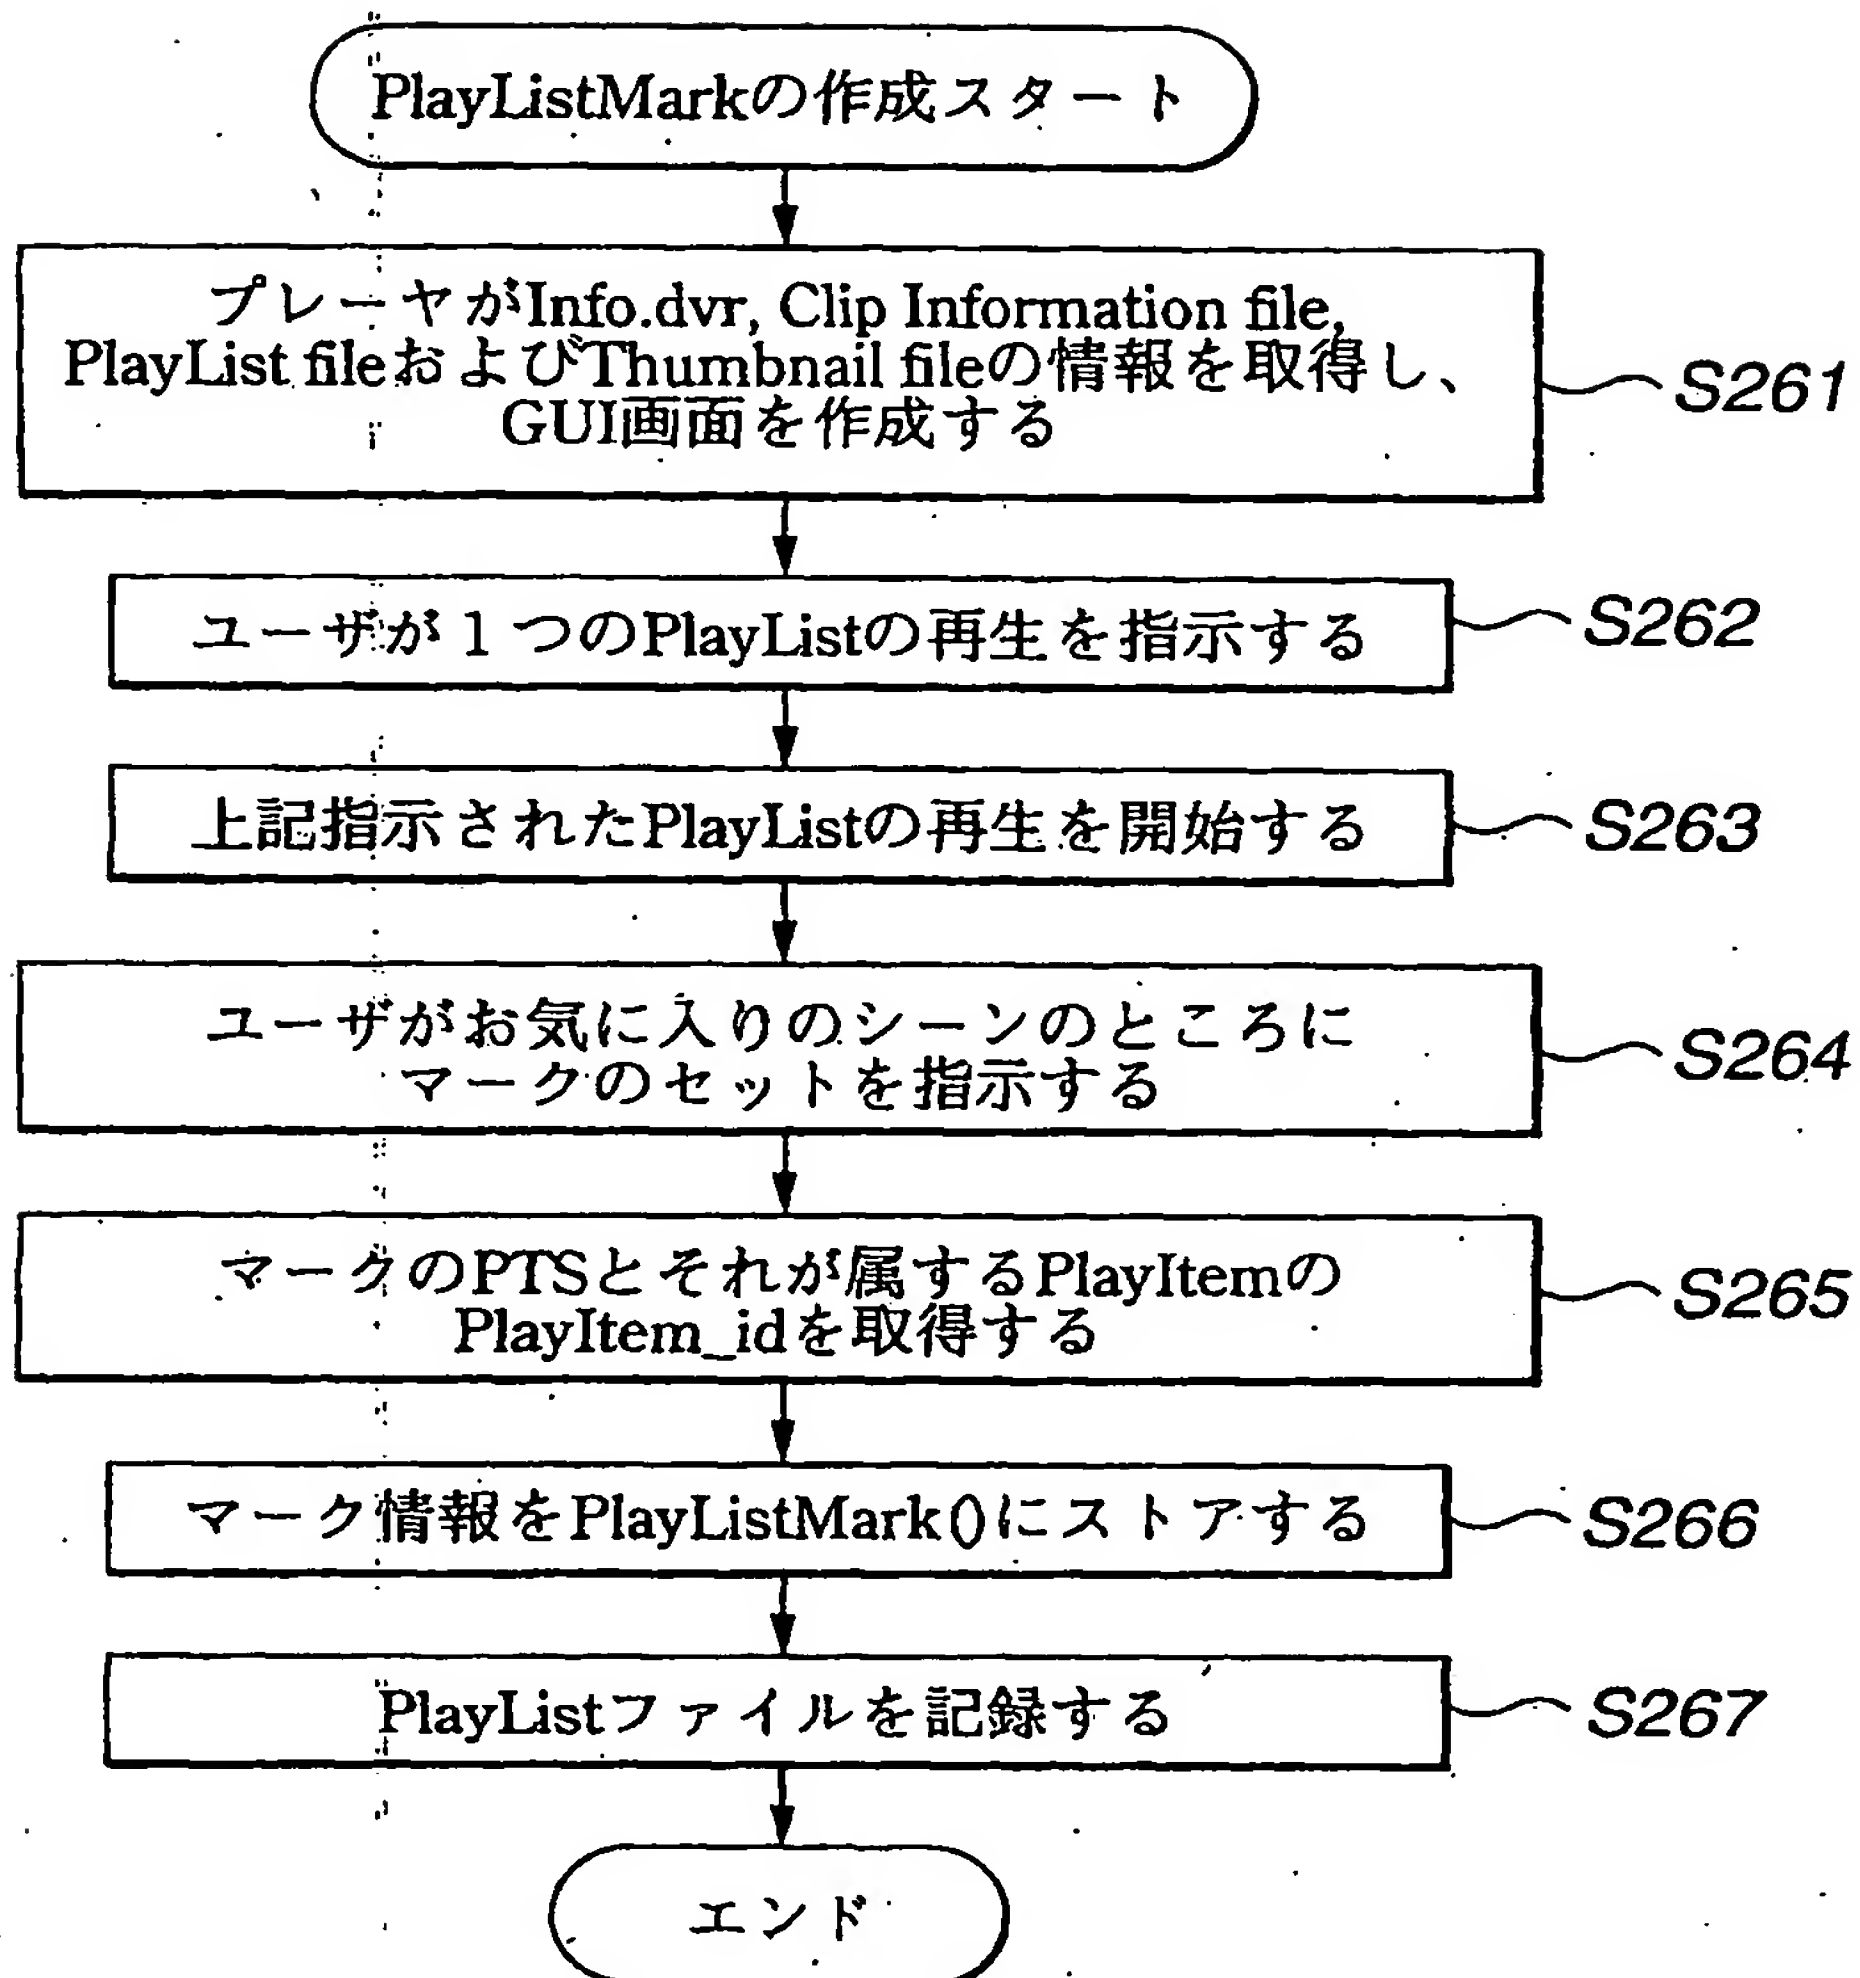 PlayListMarkの作成スタート
プレーヤがInfo.dvr, Clip Information file,
PlayList fileおよびThumbnail fileの情報を取得し、
GUI画面を作成する
S261
ユーザが１つのPlayListの再生を指示する
S262
上記指示されたPlayListの再生を開始する
S263
ユーザがお気に入りのシーンのところに
マークのセットを指示する
S264
マークのPTSとそれが属するPlayItemの
PlayItem_idを取得する
S265
マーク情報をPlayListMark()にストアする
S266
PlayListファイルを記録する
S267
エンド